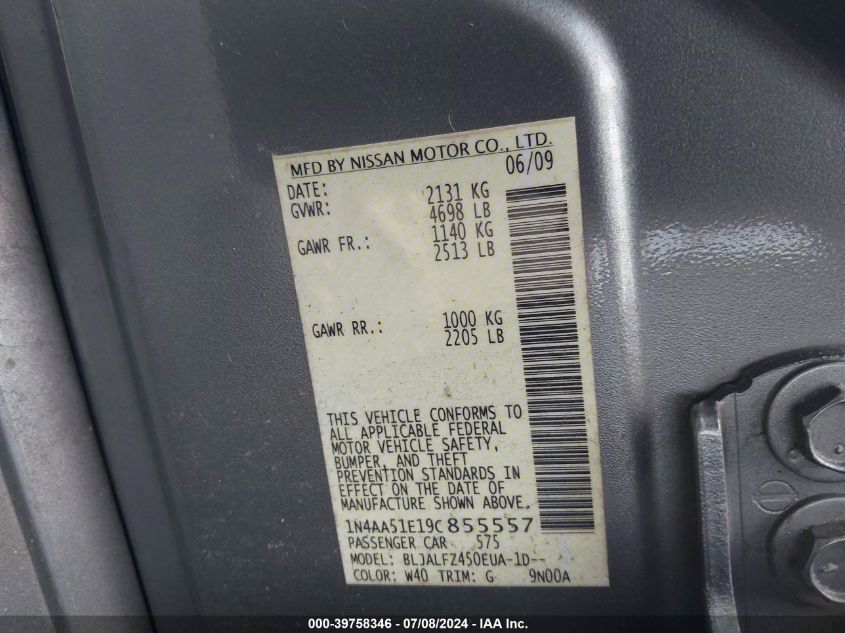 MFD BY NISSAN MOTOR CO., LTD.
DATE: 06/09
GVWR: 2131 KG
4698 LB
GAWR FR.: 1140 KG
2513 LB
GAWR RR.: 1000 KG
2205 LB
THIS VEHICLE CONFORMS TO
ALL APPLICABLE FEDERAL
MOTOR VEHICLE SAFETY,
BUMPER, AND THEFT
PREVENTION STANDARDS IN
EFFECT ON THE DATE OF
MANUFACTURE SHOWN ABOVE.
1N4AA51E19C855557
PASSENGER CAR 575
MODEL: BLJALFZ450EUA-1D--
COLOR: W40 TRIM: G 9N00A
000-39758346 - 07/08/2024 - IAA Inc.